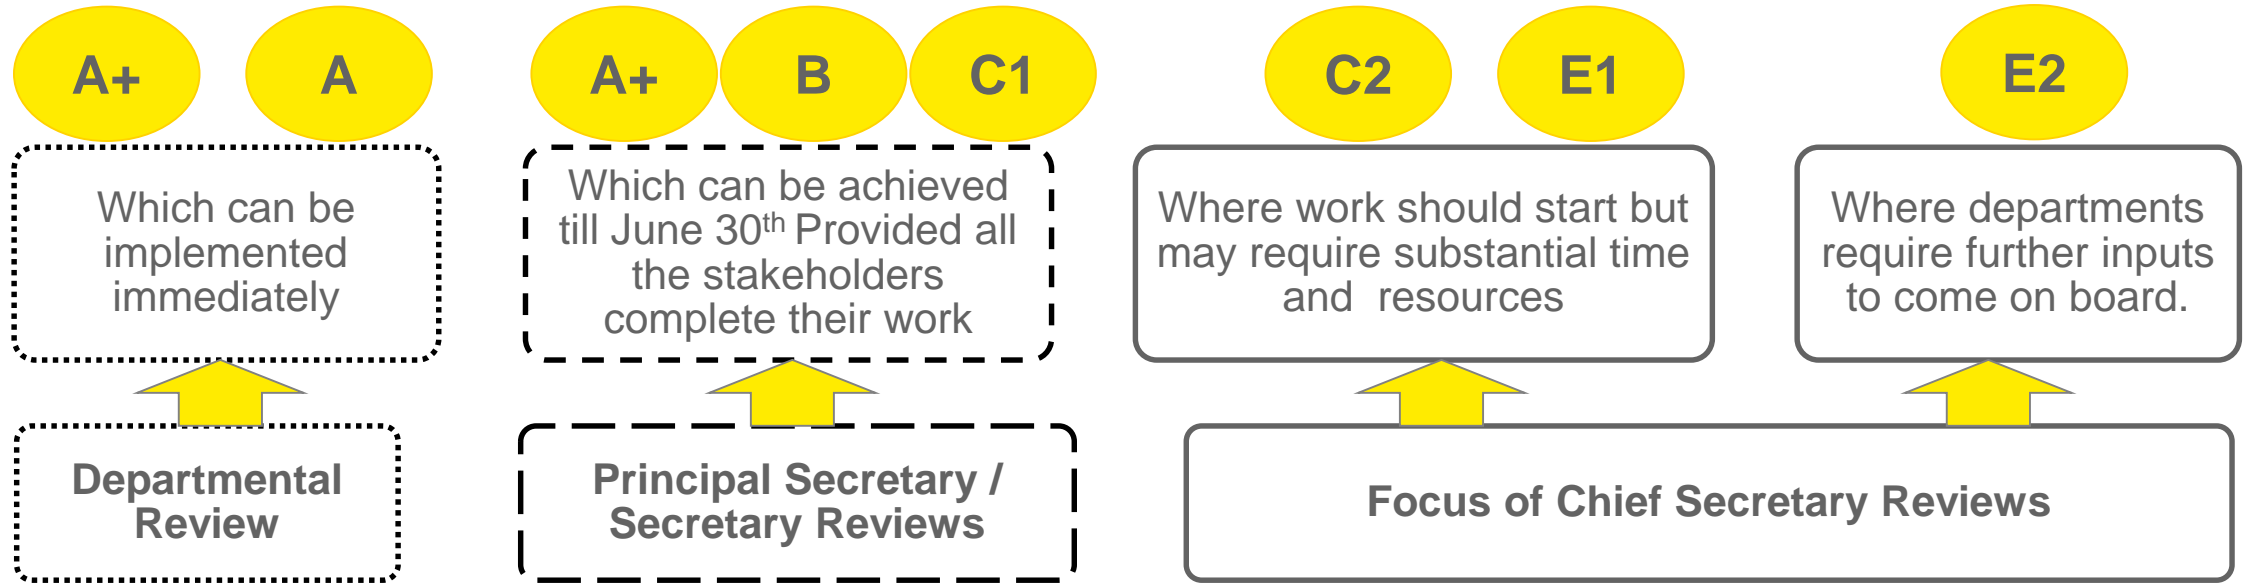 A+
A
A+
B
C1
C2
E1
E2
Which can be
implemented
immediately
Which can be achieved
till June 30th Provided all
the stakeholders
complete their work
Where work should start but
may require substantial time
and  resources
Where departments
require further inputs
to come on board.
Departmental
Review
Principal Secretary /
Secretary Reviews
Focus of Chief Secretary Reviews